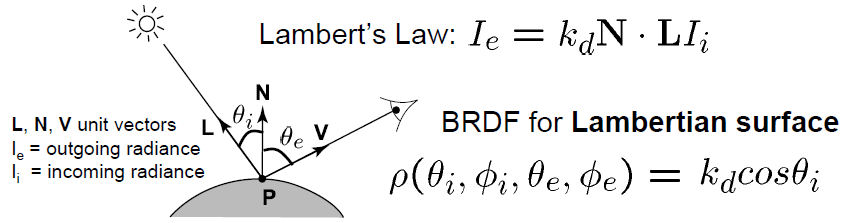 Lambert's Law: I_e = k_d N · L I_i
N
θ_i
L, N, V unit vectors
L
θ_e
V
BRDF for Lambertian surface
I_e = outgoing radiance
I_i = incoming radiance
ρ(θ_i, ϕ_i, θ_e, ϕ_e) = k_d cosθ_i
P